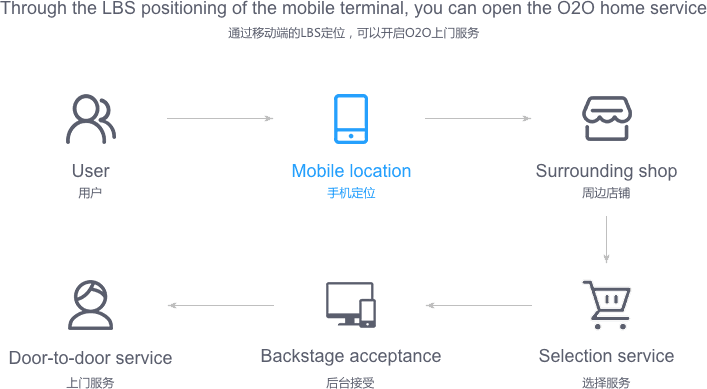 Through the LBS positioning of the mobile terminal, you can open the O2O home service
通过移动端的LBS定位，可以开启O2O上门服务
User
用户
Mobile location
手机定位
Surrounding shop
周边店铺
Door-to-door service
上门服务
Backstage acceptance
后台接受
Selection service
选择服务